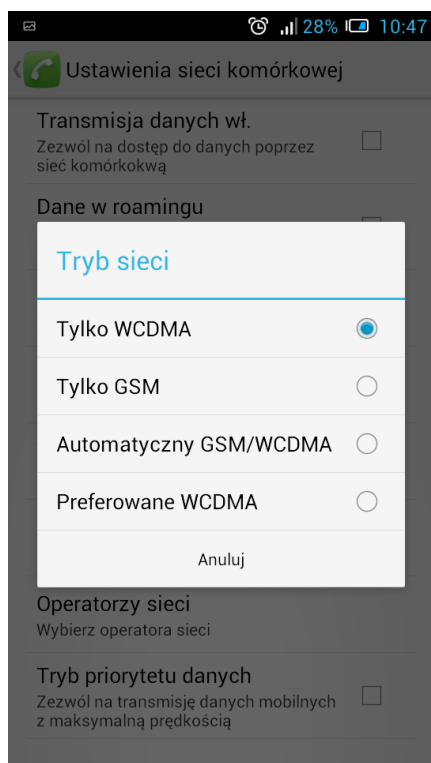 28% 10:47
Ustawienia sieci komórkowej
Transmisja danych wł.
Zezwól na dostęp do danych poprzez
sieć komórkokwą
Dane w roamingu
Tryb sieci
Tylko WCDMA
Tylko GSM
Automatyczny GSM/WCDMA
Preferowane WCDMA
Anuluj
Operatorzy sieci
Wybierz operatora sieci
Tryb priorytetu danych
Zezwól na transmisję danych mobilnych
z maksymalną prędkością